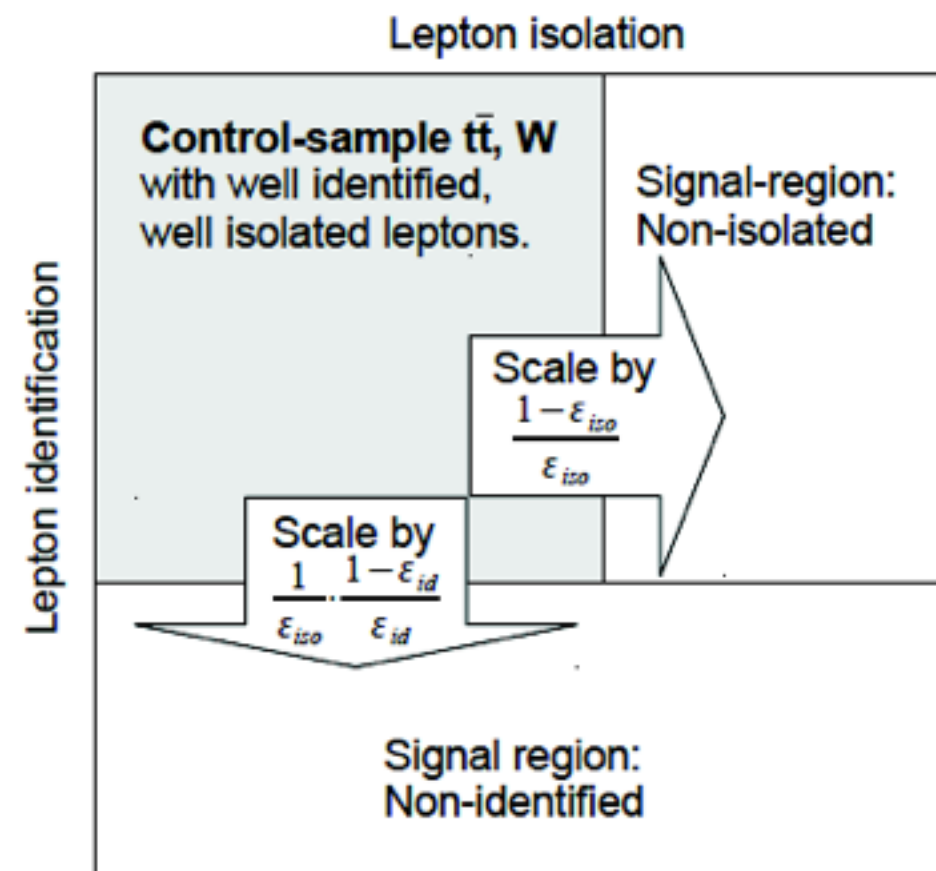 Lepton isolation
Control-sample tt̄, W
with well identified,
well isolated leptons.
Signal-region:
Non-isolated
Lepton identification
Scale by
1−ε_iso
ε_iso
Scale by
1/ε_iso · 1−ε_id/ε_id
Signal region:
Non-identified